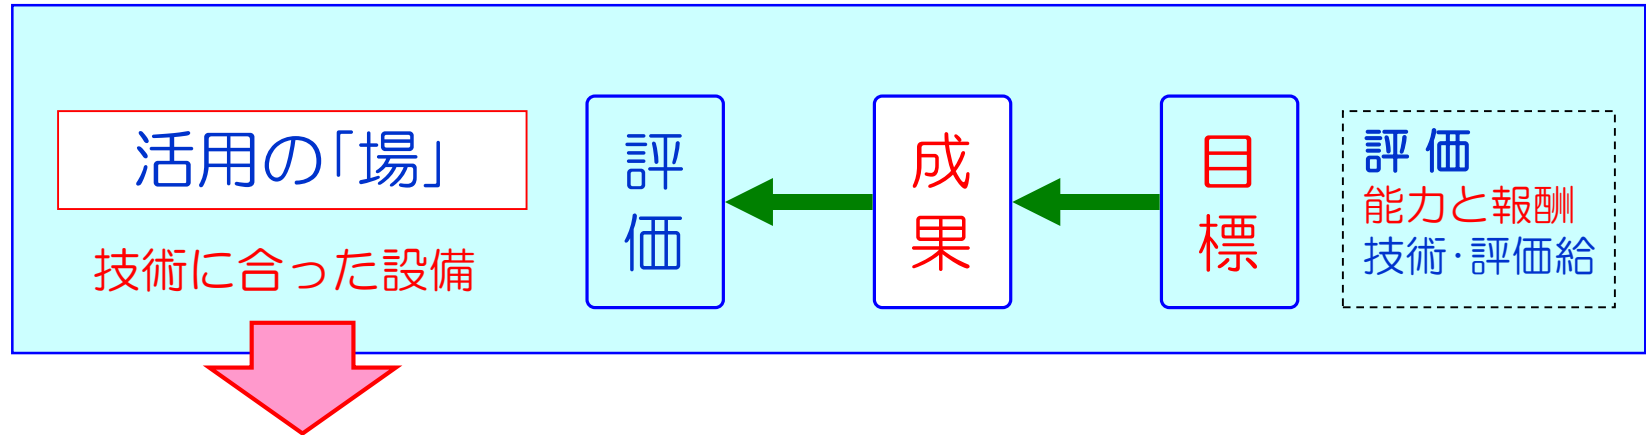 活用の「場」
技術に合った設備
評価
成果
目標
評価
能力と報酬
技術・評価給